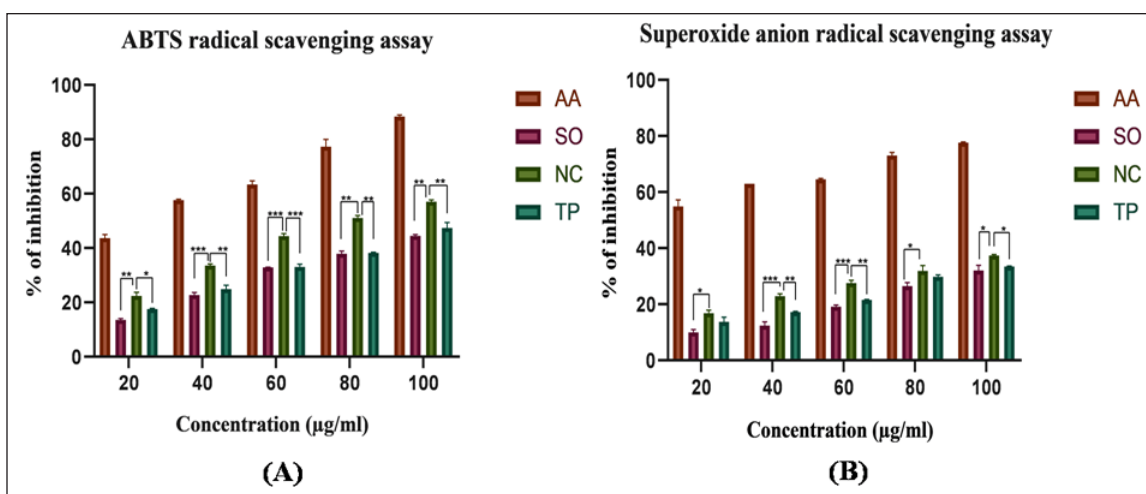 ABTS radical scavenging assay
% of inhibition
100
80
60
40
20
0
** *
*** **
*** ***
** **
** **
20 40 60 80 100
Concentration (µg/ml)
AA
SO
NC
TP
(A)
Superoxide anion radical scavenging assay
% of inhibition
100
80
60
40
20
0
*
*** **
*** **
*
* *
20 40 60 80 100
Concentration (µg/ml)
AA
SO
NC
TP
(B)